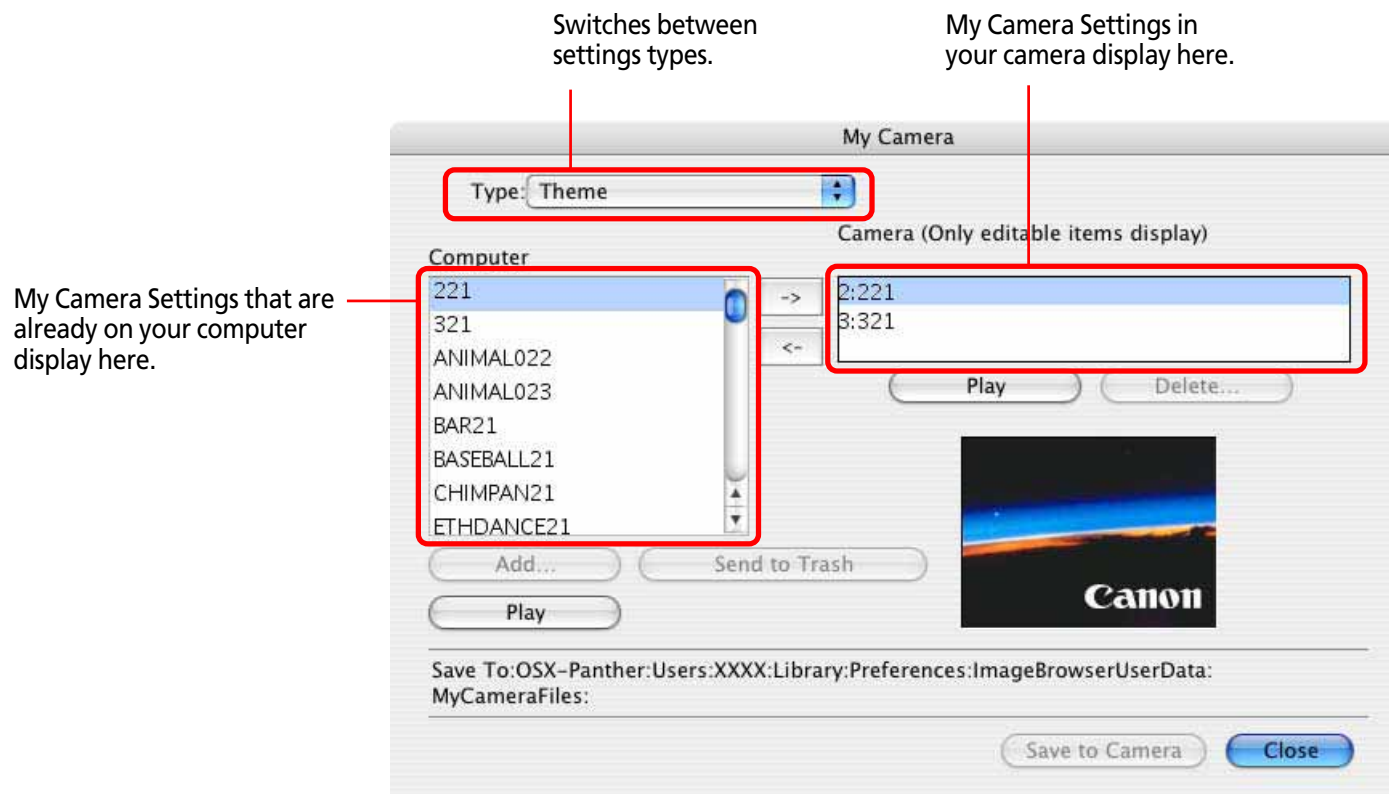 Switches between
settings types.
My Camera Settings in
your camera display here.
My Camera
Type: Theme
Camera (Only editable items display)
Computer
My Camera Settings that are
already on your computer
display here.
221
321
ANIMAL022
ANIMAL023
BAR21
BASEBALL21
CHIMPAN21
ETHDANCE21
->
<-
2:221
3:321
Play
Delete...
Add...
Send to Trash
Play
Canon
Save To:OSX-Panther:Users:XXXX:Library:Preferences:ImageBrowserUserData:
MyCameraFiles:
Save to Camera
Close